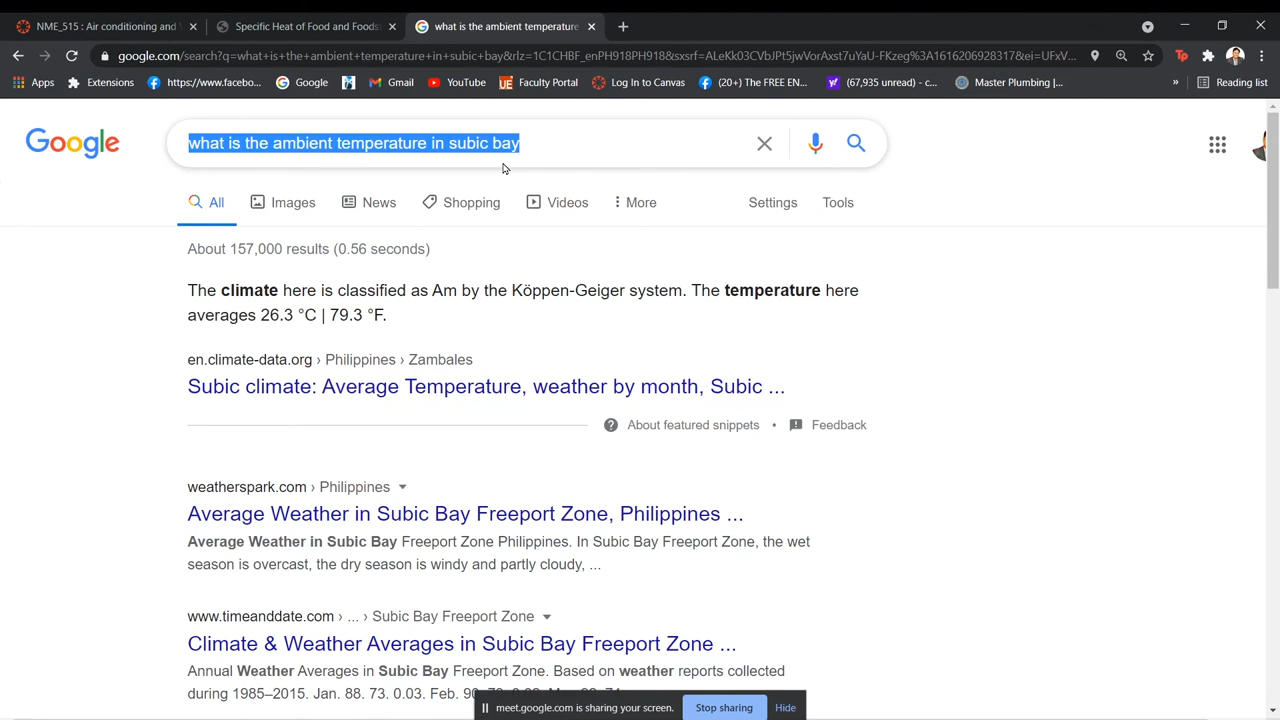 NME_515 : Air conditioning and
Specific Heat of Food and Foods
what is the ambient temperature
google.com/search?q=what+is+the+ambient+temperature+in+subic+bay&rlz=1C1CHBF_enPH918PH918&sxsrf=ALeKk03CVbJPt5jwVorAxst7uYaU-FKzeg%3A1616206928317&ei=UFxV...
Apps
Extensions
https://www.facebo...
Google
Gmail
YouTube
Faculty Portal
Log In to Canvas
(20+) The FREE EN...
(67,935 unread) - c...
Master Plumbing |...
»
Reading list
Google
what is the ambient temperature in subic bay
All
Images
News
Shopping
Videos
More
Settings
Tools
About 157,000 results (0.56 seconds)
The climate here is classified as Am by the Köppen-Geiger system. The temperature here
averages 26.3 °C | 79.3 °F.
en.climate-data.org › Philippines › Zambales
Subic climate: Average Temperature, weather by month, Subic ...
About featured snippets • Feedback
weatherspark.com › Philippines
Average Weather in Subic Bay Freeport Zone, Philippines ...
Average Weather in Subic Bay Freeport Zone Philippines. In Subic Bay Freeport Zone, the wet
season is overcast, the dry season is windy and partly cloudy, ...
www.timeanddate.com › ... › Subic Bay Freeport Zone
Climate & Weather Averages in Subic Bay Freeport Zone ...
Annual Weather Averages in Subic Bay Freeport Zone. Based on weather reports collected
during 1985–2015. Jan. 88. 73. 0.03. Feb. 90.
meet.google.com is sharing your screen.
Stop sharing
Hide